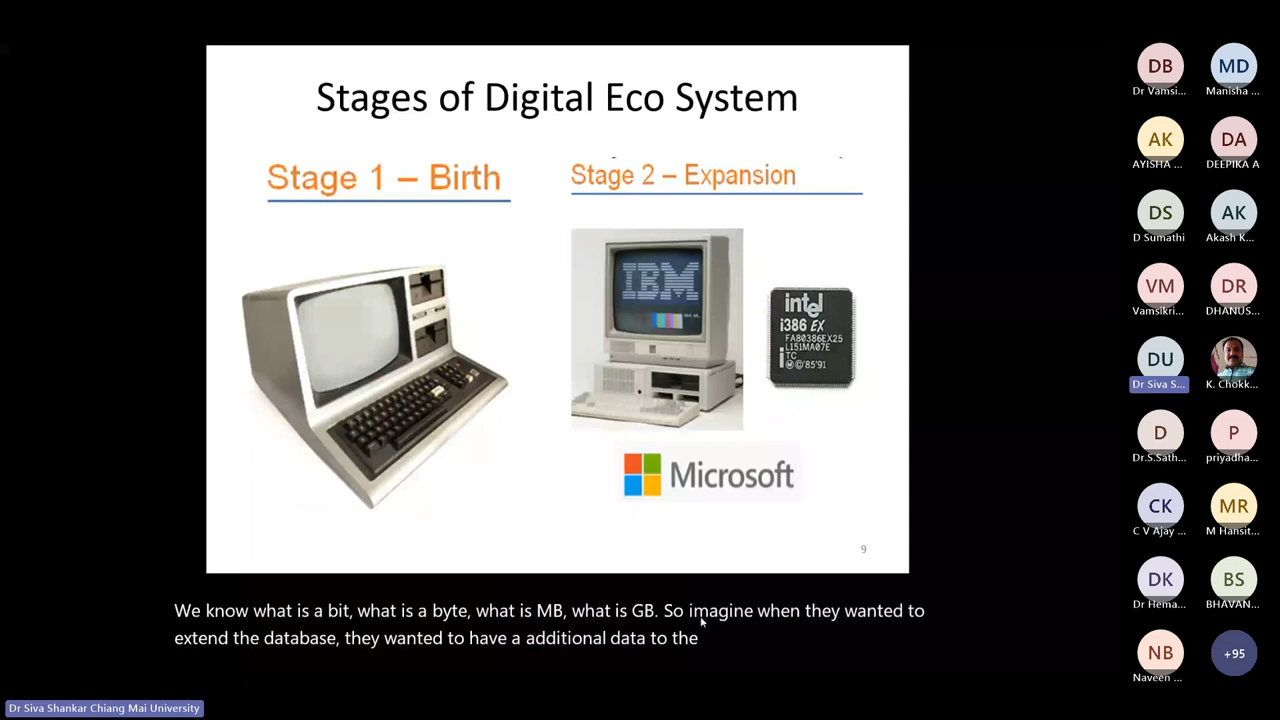 Stages of Digital Eco System
Stage 1 – Birth
Stage 2 – Expansion
IBM
intel
i386 EX
FA80386EX25
L151MA07E
TC
i
Ⓜ ©'85'91
Microsoft
9
We know what is a bit, what is a byte, what is MB, what is GB. So imagine when they wanted to
extend the database, they wanted to have a additional data to the
Dr Siva Shankar Chiang Mai University
DB
Dr Vamsi...
MD
Manisha ...
AK
AYISHA ...
DA
DEEPIKA A
DS
D Sumathi
AK
Akash K...
VM
Vamsikri...
DR
DHANUS...
DU
Dr Siva S...
K. Chokk...
D
Dr.S.Sath...
P
priyadha...
CK
C V Ajay ...
MR
M Hansit...
DK
Dr Hema...
BS
BHAVAN...
NB
Naveen ...
+95